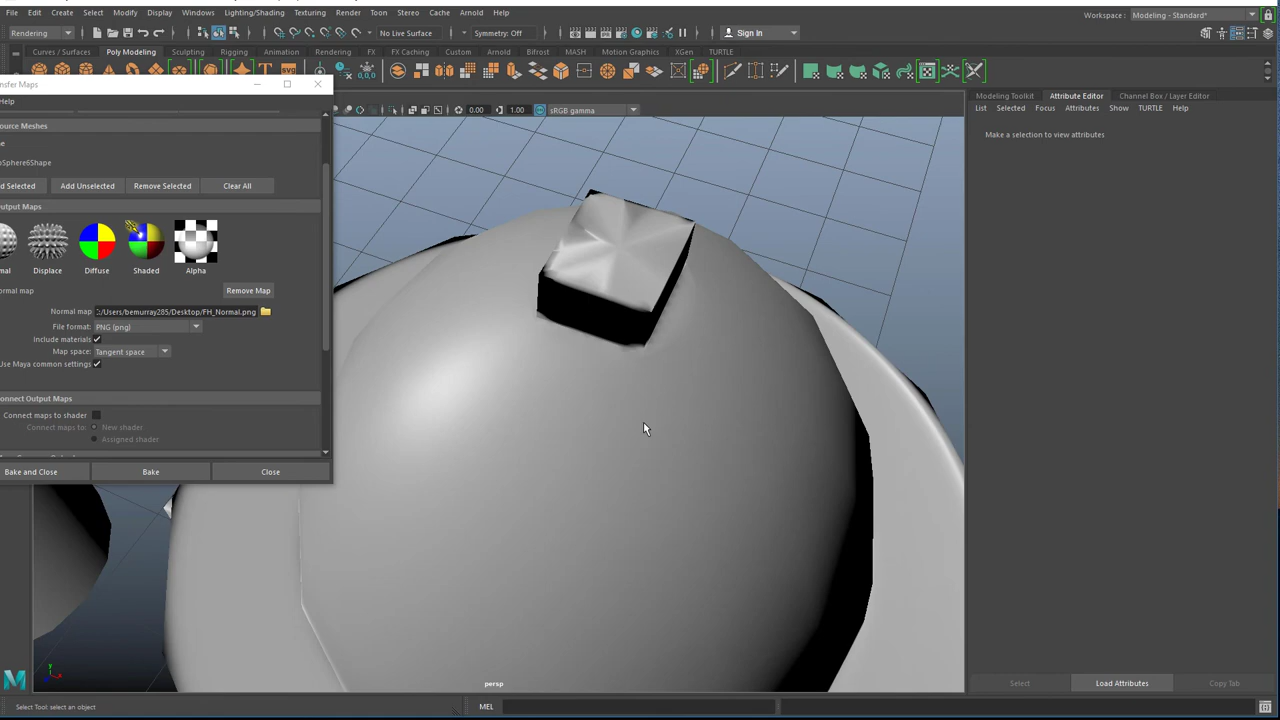 File Edit Create Select Modify Display Windows Lighting/Shading Texturing Render Toon Stereo Cache Arnold Help
Workspace : Modeling - Standard*
Rendering No Live Surface Symmetry: Off Sign In
Curves / Surfaces Poly Modeling Sculpting Rigging Animation Rendering FX FX Caching Custom Arnold Bifrost MASH Motion Graphics XGen TURTLE
nsfer Maps
Help
0.00 1.00 sRGB gamma
Modeling Toolkit Attribute Editor Channel Box / Layer Editor
List Selected Focus Attributes Show TURTLE Help
Make a selection to view attributes
ource Meshes
e
oSphere6Shape
d Selected Add Unselected Remove Selected Clear All
utput Maps
mal Displace Diffuse Shaded Alpha
ormal map Remove Map
Normal map :/Users/bemurray285/Desktop/FH_Normal.png
File format: PNG (png)
Include materials
Map space: Tangent space
Use Maya common settings
onnect Output Maps
Connect maps to shader
Connect maps to: New shader
Assigned shader
Bake and Close Bake Close
persp
Select Load Attributes Copy Tab
Select Tool: select an object
MEL